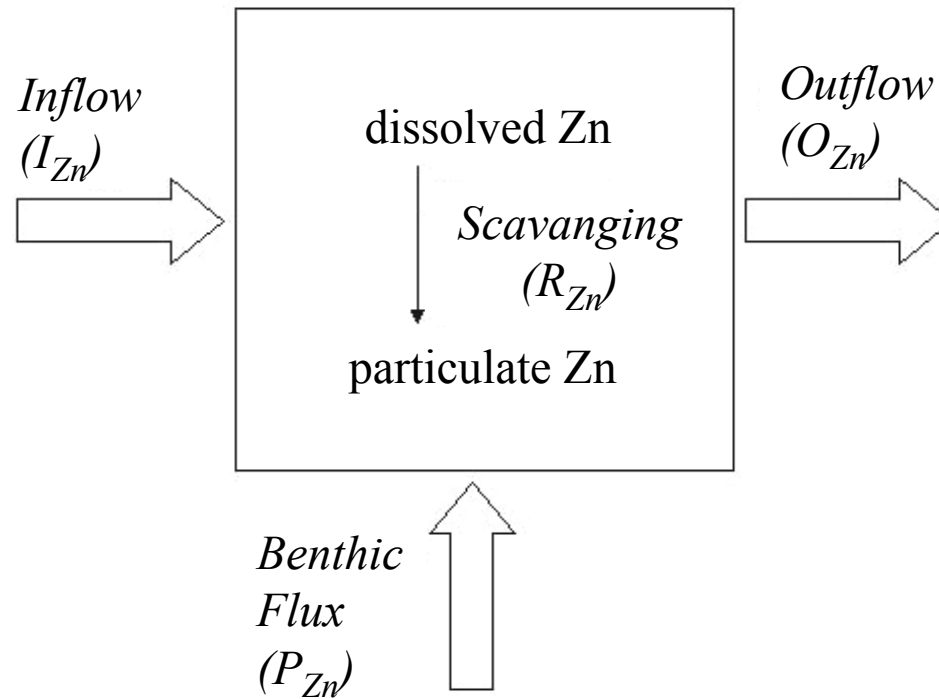 Inflow
(I_Zn)
dissolved Zn
Scavanging
(R_Zn)
particulate Zn
Outflow
(O_Zn)
Benthic
Flux
(P_Zn)